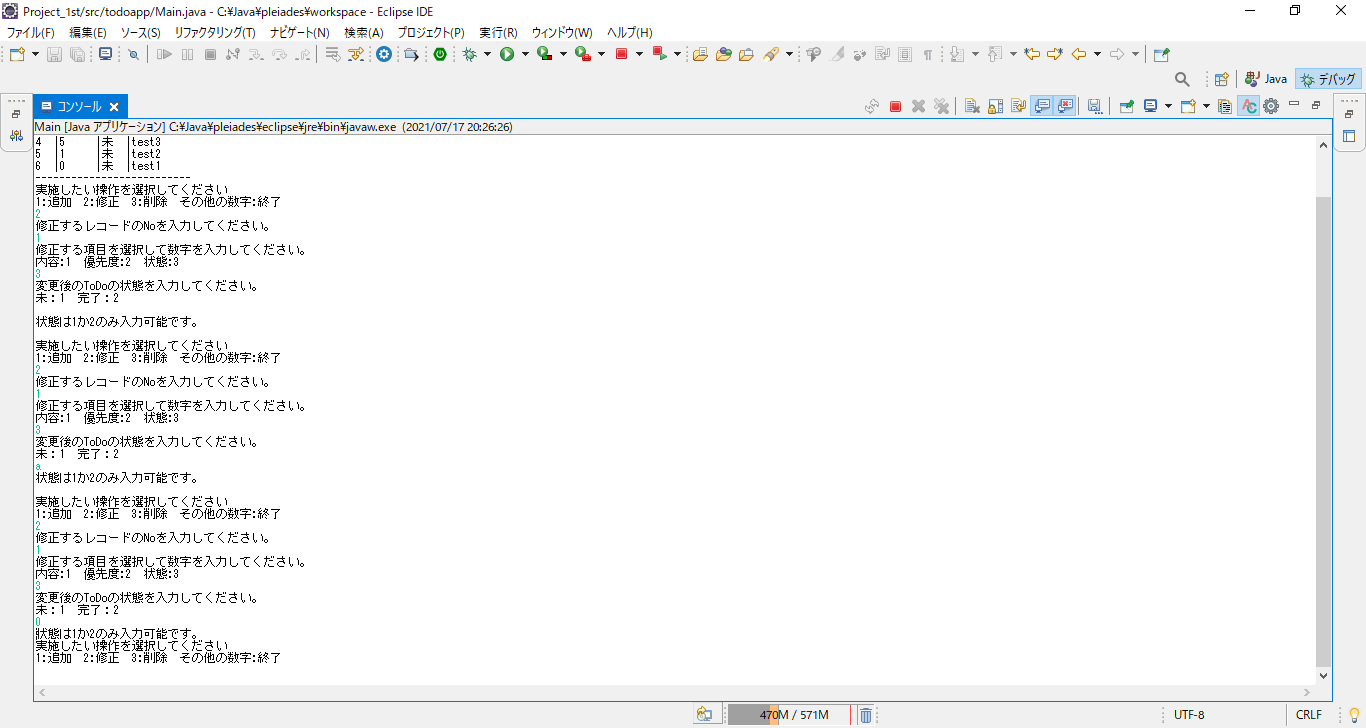 Project_1st/src/todoapp/Main.java - C:¥Java¥pleiades¥workspace - Eclipse IDE
ファイル(F) 編集(E) ソース(S) リファクタリング(T) ナビゲート(N) 検索(A) プロジェクト(P) 実行(R) ウィンドウ(W) ヘルプ(H)
Java デバッグ
コンソール
Main [Java アプリケーション] C:¥Java¥pleiades¥eclipse¥jre¥bin¥javaw.exe (2021/07/17 20:26:26)
4 |5 |未 |test3
5 |1 |未 |test2
6 |0 |未 |test1
--------------------------
実施したい操作を選択してください
1:追加 2:修正 3:削除 その他の数字:終了
2
修正するレコードのNoを入力してください。
1
修正する項目を選択して数字を入力してください。
内容:1 優先度:2 状態:3
3
変更後のToDoの状態を入力してください。
未：1 完了：2
状態は1か2のみ入力可能です。
実施したい操作を選択してください
1:追加 2:修正 3:削除 その他の数字:終了
2
修正するレコードのNoを入力してください。
1
修正する項目を選択して数字を入力してください。
内容:1 優先度:2 状態:3
3
変更後のToDoの状態を入力してください。
未：1 完了：2
a
状態は1か2のみ入力可能です。
実施したい操作を選択してください
1:追加 2:修正 3:削除 その他の数字:終了
2
修正するレコードのNoを入力してください。
1
修正する項目を選択して数字を入力してください。
内容:1 優先度:2 状態:3
3
変更後のToDoの状態を入力してください。
未：1 完了：2
0
状態は1か2のみ入力可能です。
実施したい操作を選択してください
1:追加 2:修正 3:削除 その他の数字:終了
470M / 571M UTF-8 CRLF